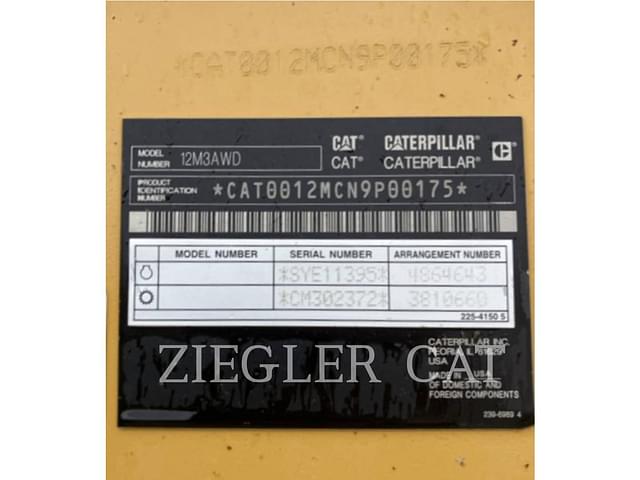 *CAT0012MCN9P00175*
MODEL NUMBER 12M3AWD
CAT® CATERPILLAR®
CAT® CATERPILLAR® C
PRODUCT IDENTIFICATION NUMBER *CAT0012MCN9P00175*
MODEL NUMBER SERIAL NUMBER ARRANGEMENT NUMBER
*SYE11395* 4864643
*CM302372* 3810660
225-4150 5
CATERPILLAR INC.
PEORIA, IL 61629
USA
MADE IN USA
OF DOMESTIC AND
FOREIGN COMPONENTS
239-6989 4
ZIEGLER CAT